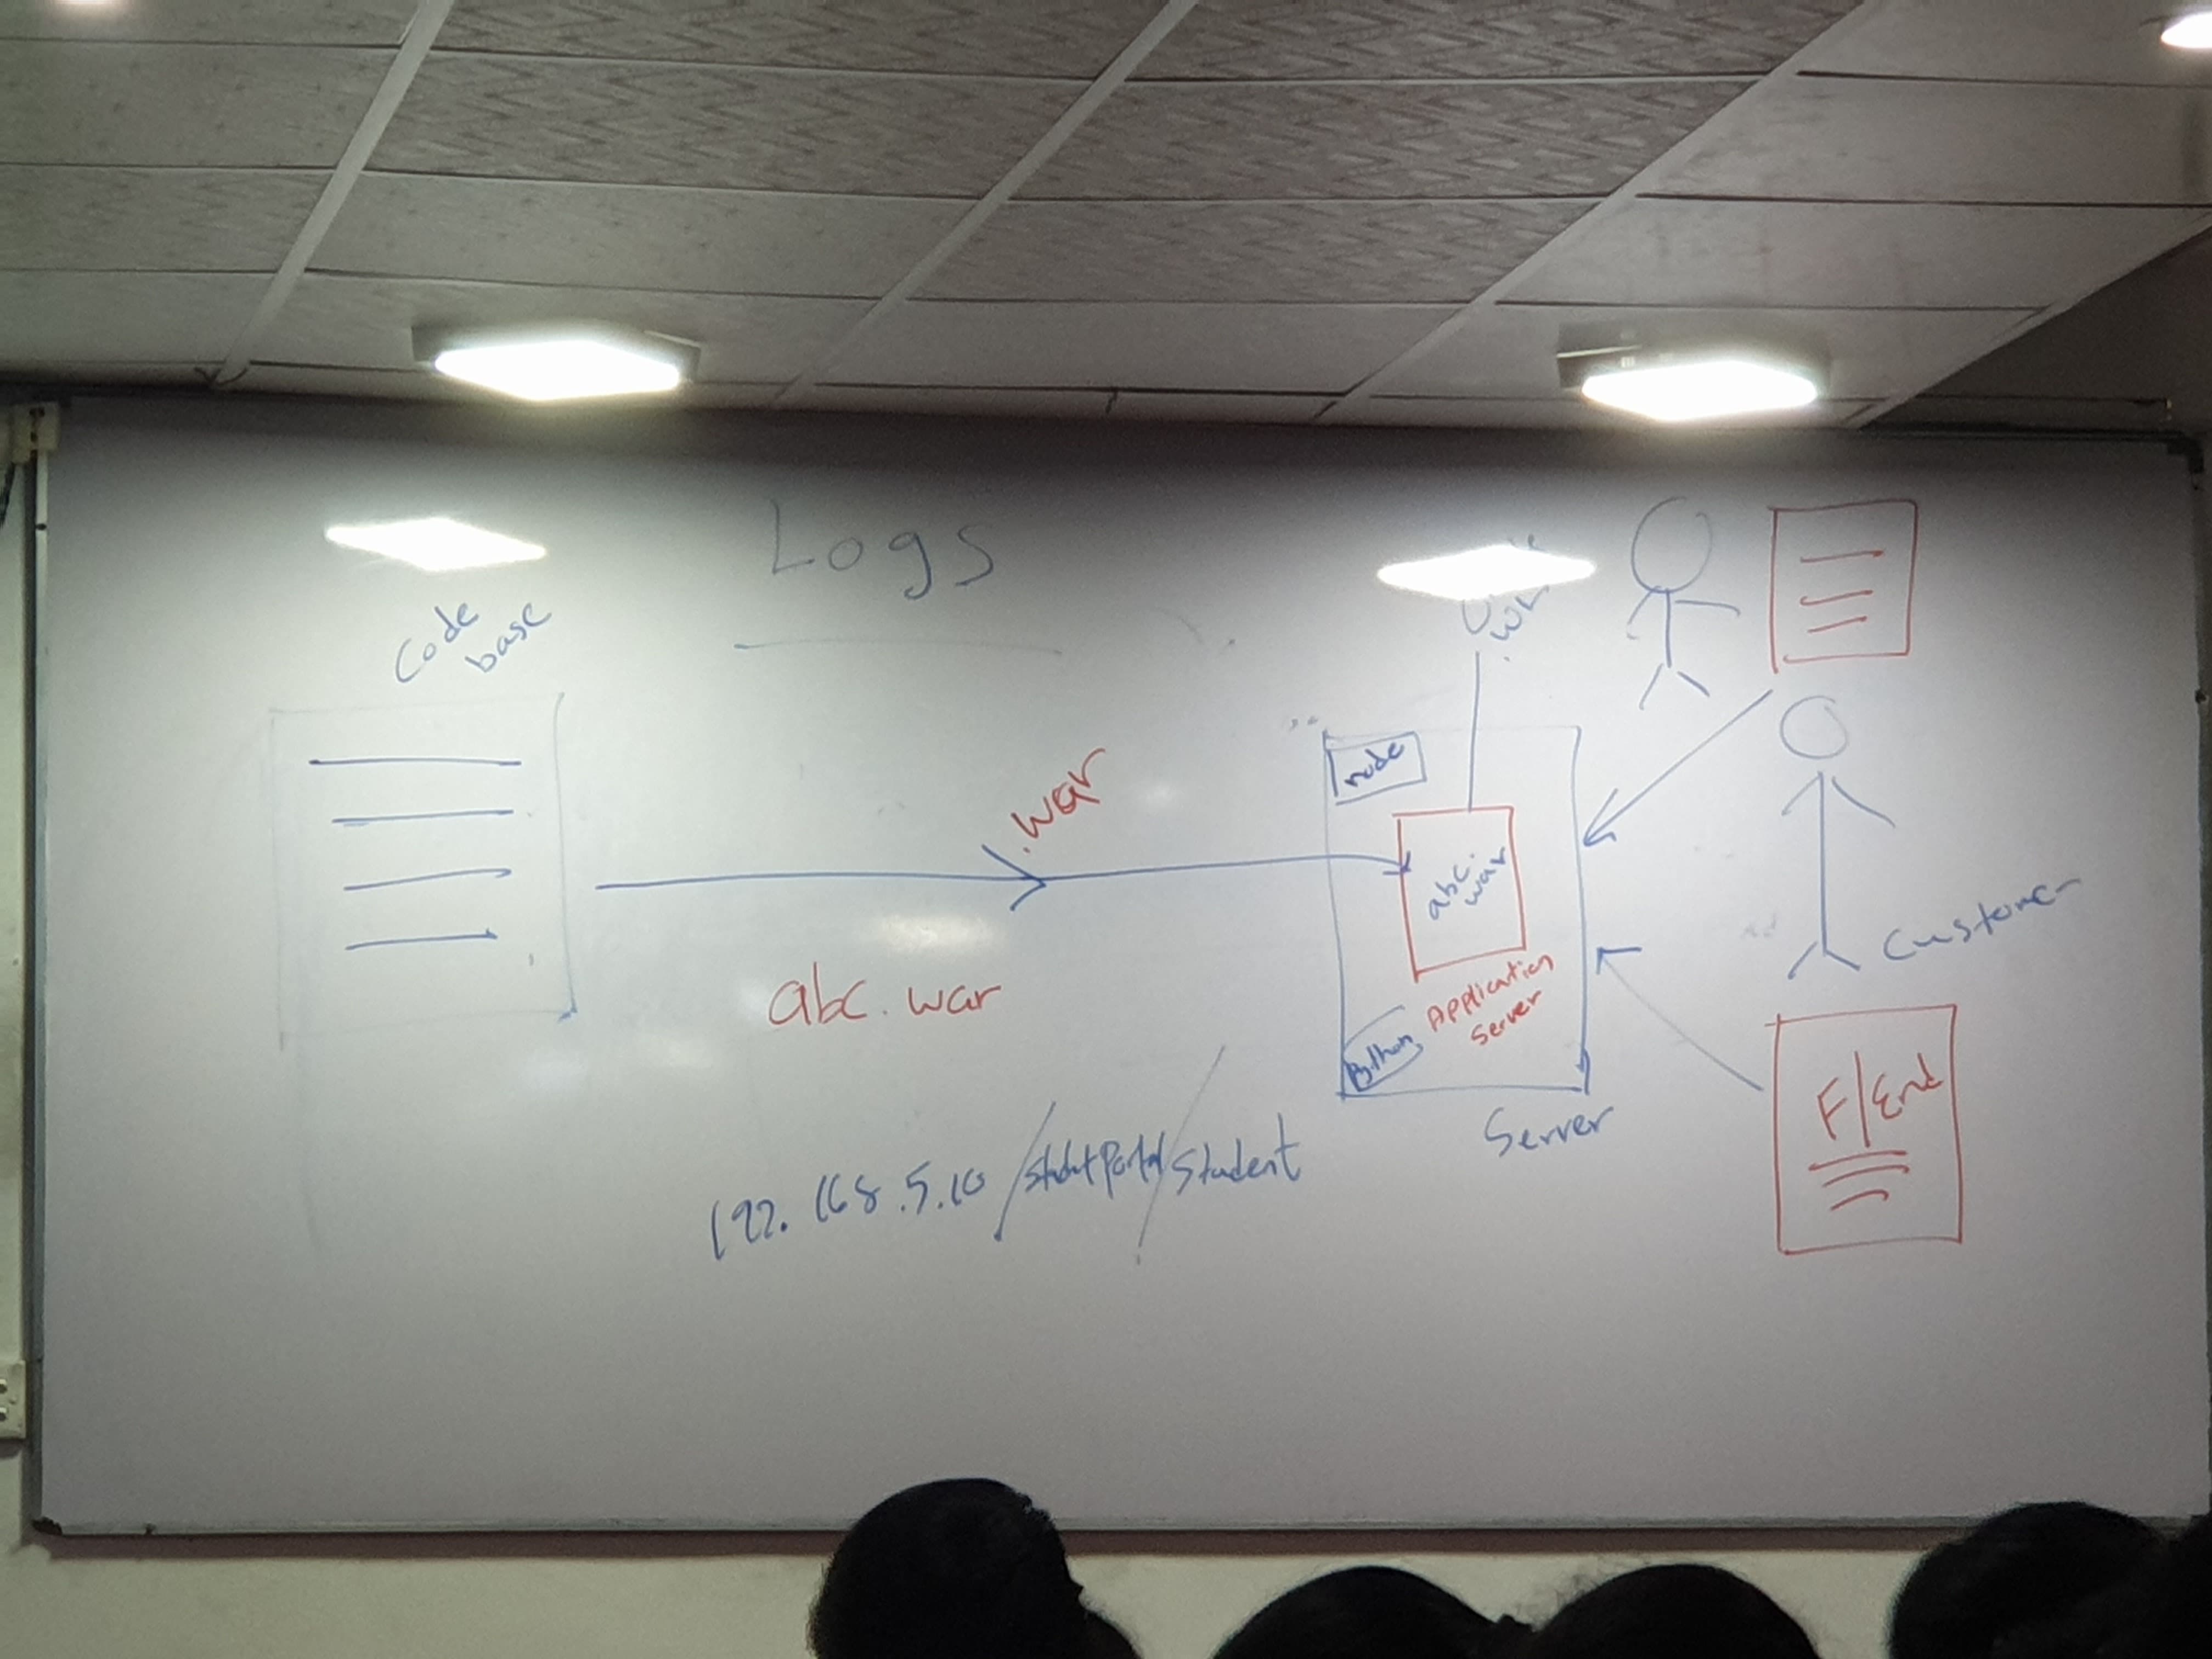 Logs
Code
base
.war
node
abc.
war
abc.war
Application
Server
Python
Customer
F/End
Server
192.168.5.10/studentportal/student